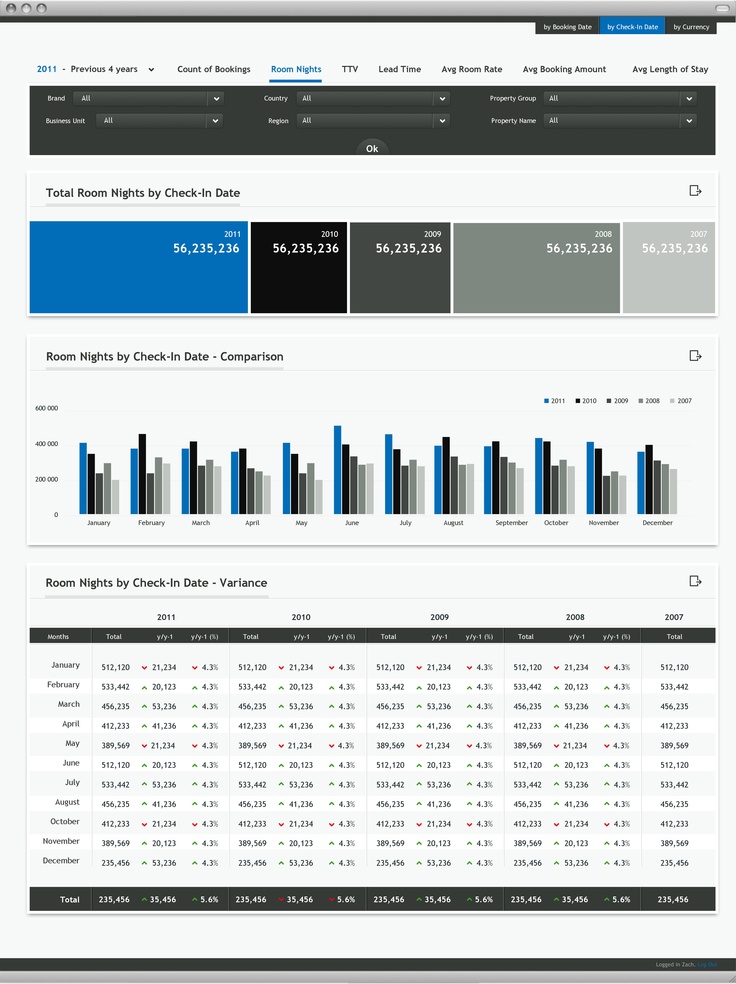 by Booking Date by Check-In Date by Currency
2011 - Previous 4 years Count of Bookings Room Nights TTV Lead Time Avg Room Rate Avg Booking Amount Avg Length of Stay
Brand All Country All Property Group All
Business Unit All Region All Property Name All
Ok
Total Room Nights by Check-In Date
2011 2010 2009 2008 2007
56,235,236 56,235,236 56,235,236 56,235,236 56,235,236
Room Nights by Check-In Date - Comparison
2011 2010 2009 2008 2007
600 000
400 000
200 000
0
January February March April May June July August September October November December
Room Nights by Check-In Date - Variance
2011 2010 2009 2008 2007
Months Total y/y-1 y/y-1 (%) Total y/y-1 y/y-1 (%) Total y/y-1 y/y-1 (%) Total y/y-1 y/y-1 (%) Total
January 512,120 21,234 4.3% 512,120 21,234 4.3% 512,120 21,234 4.3% 512,120 21,234 4.3% 512,120
February 533,442 20,123 4.3% 533,442 20,123 4.3% 533,442 20,123 4.3% 533,442 20,123 4.3% 533,442
March 456,235 53,236 4.3% 456,235 53,236 4.3% 456,235 53,236 4.3% 456,235 53,236 4.3% 456,235
April 412,233 41,236 4.3% 412,233 41,236 4.3% 412,233 41,236 4.3% 412,233 41,236 4.3% 412,233
May 389,569 21,234 4.3% 389,569 21,234 4.3% 389,569 21,234 4.3% 389,569 21,234 4.3% 389,569
June 512,120 20,123 4.3% 512,120 20,123 4.3% 512,120 20,123 4.3% 512,120 20,123 4.3% 512,120
July 533,442 53,236 4.3% 533,442 53,236 4.3% 533,442 53,236 4.3% 533,442 53,236 4.3% 533,442
August 456,235 41,236 4.3% 456,235 41,236 4.3% 456,235 41,236 4.3% 456,235 41,236 4.3% 456,235
October 412,233 21,234 4.3% 412,233 21,234 4.3% 412,233 21,234 4.3% 412,233 21,234 4.3% 412,233
November 389,569 20,123 4.3% 389,569 20,123 4.3% 389,569 20,123 4.3% 389,569 20,123 4.3% 389,569
December 235,456 53,236 4.3% 235,456 53,236 4.3% 235,456 53,236 4.3% 235,456 53,236 4.3% 235,456
Total 235,456 35,456 5.6% 235,456 35,456 5.6% 235,456 35,456 5.6% 235,456 35,456 5.6% 235,456
Logged in Zach. Log Out